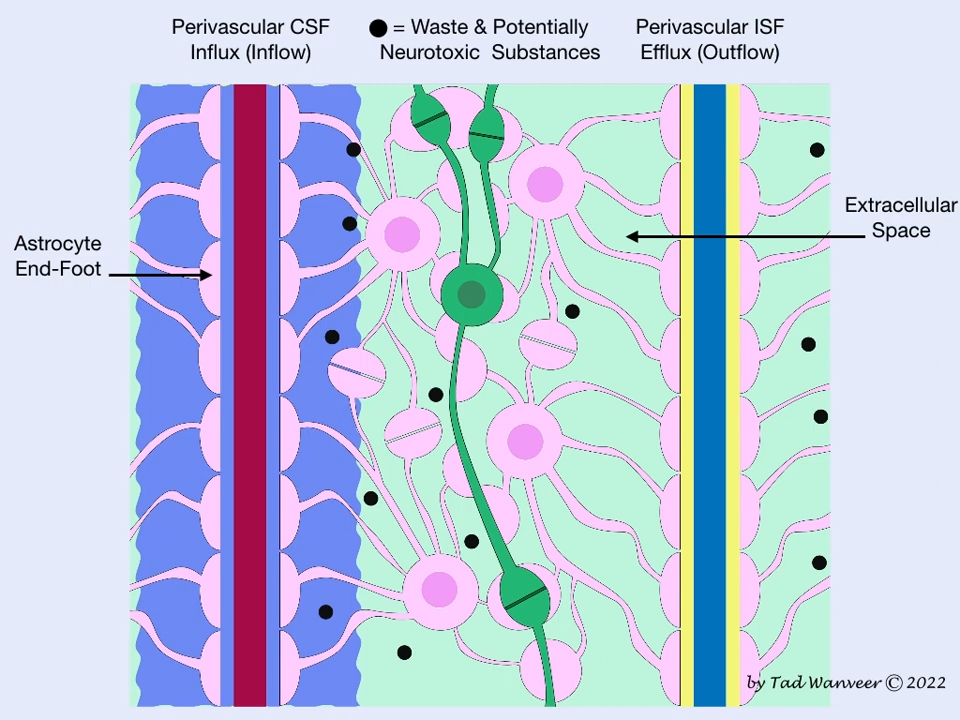 Perivascular CSF
Influx (Inflow)
= Waste & Potentially
Neurotoxic Substances
Perivascular ISF
Efflux (Outflow)
Extracellular
Space
Astrocyte
End-Foot
by Tad Wanveer © 2022